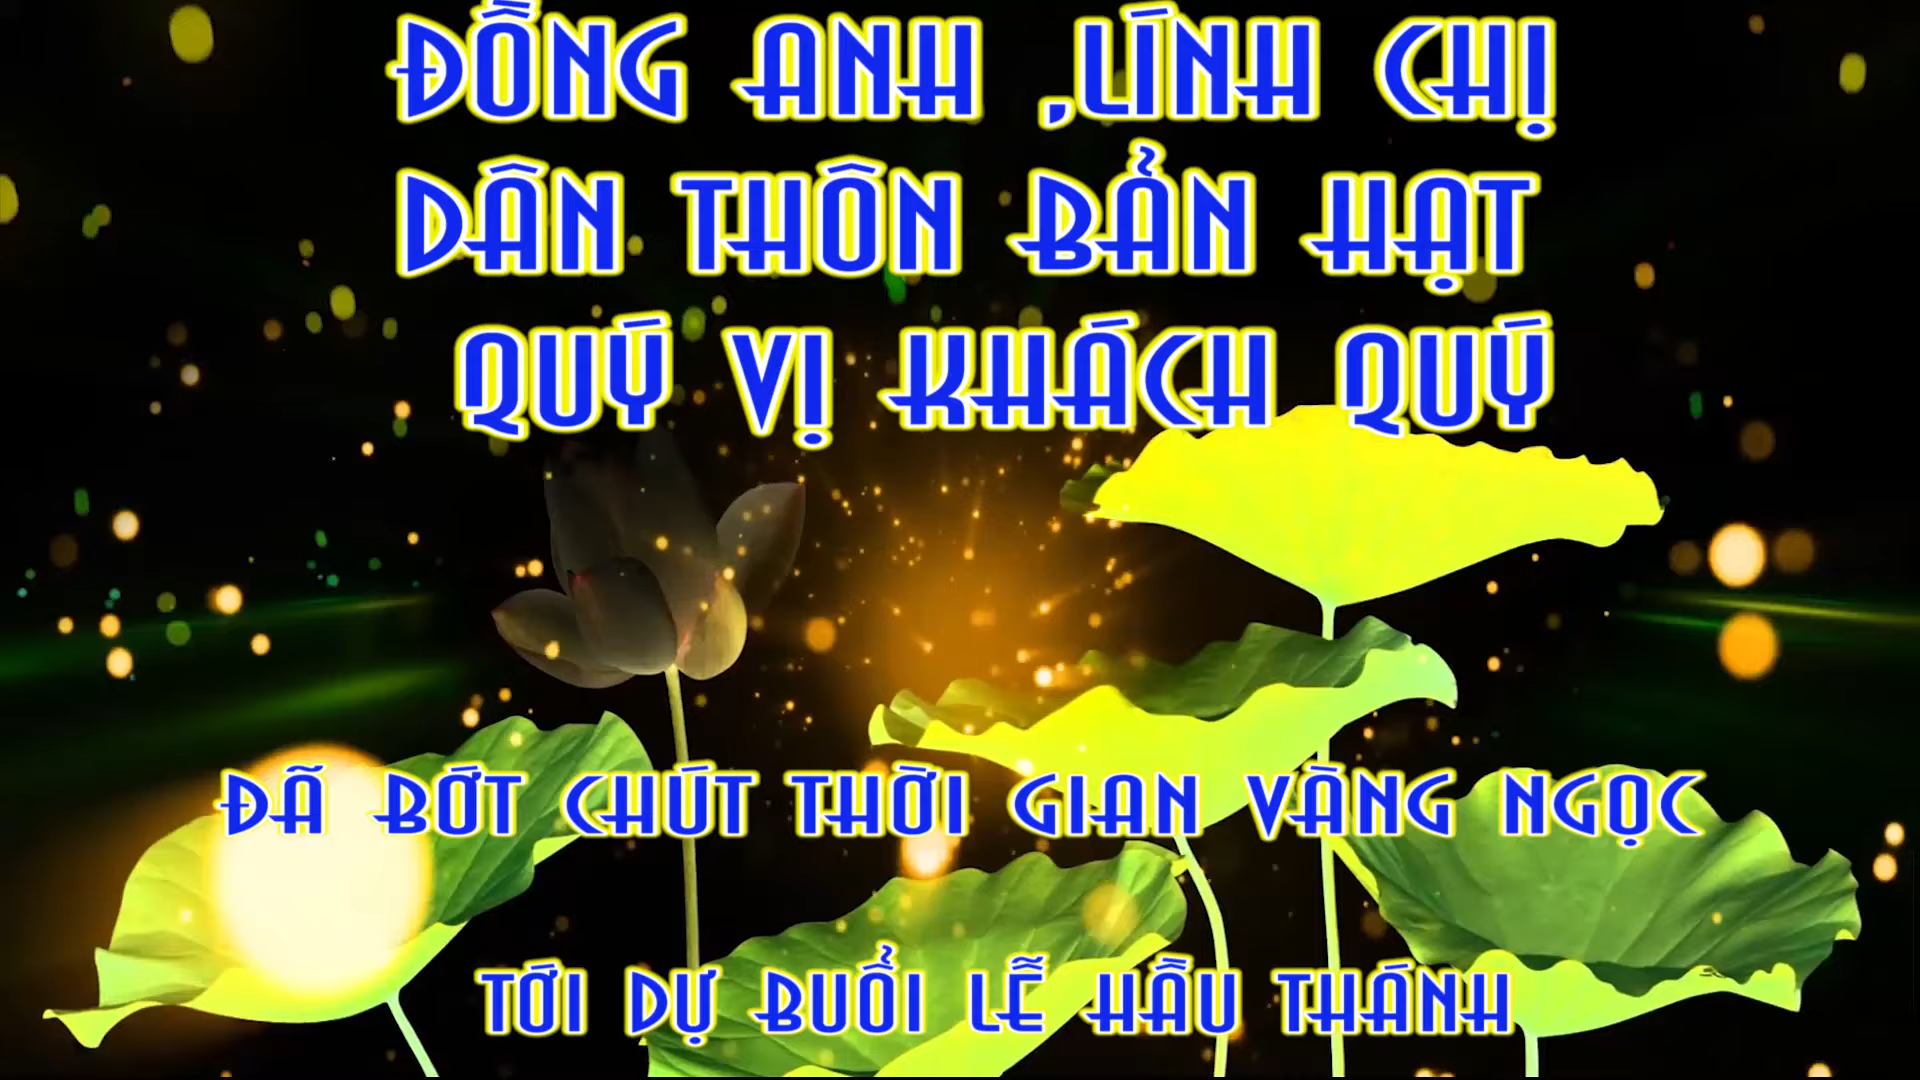 ĐỒNG ANH ,LÍNH CHỊ
DÂN THÔN BẢN HẠT
QUÝ VỊ KHÁCH QUÝ
ĐÃ BỚT CHÚT THỜI GIAN VÀNG NGỌC
TỚI DỰ BUỔI LỄ HẦU THÁNH